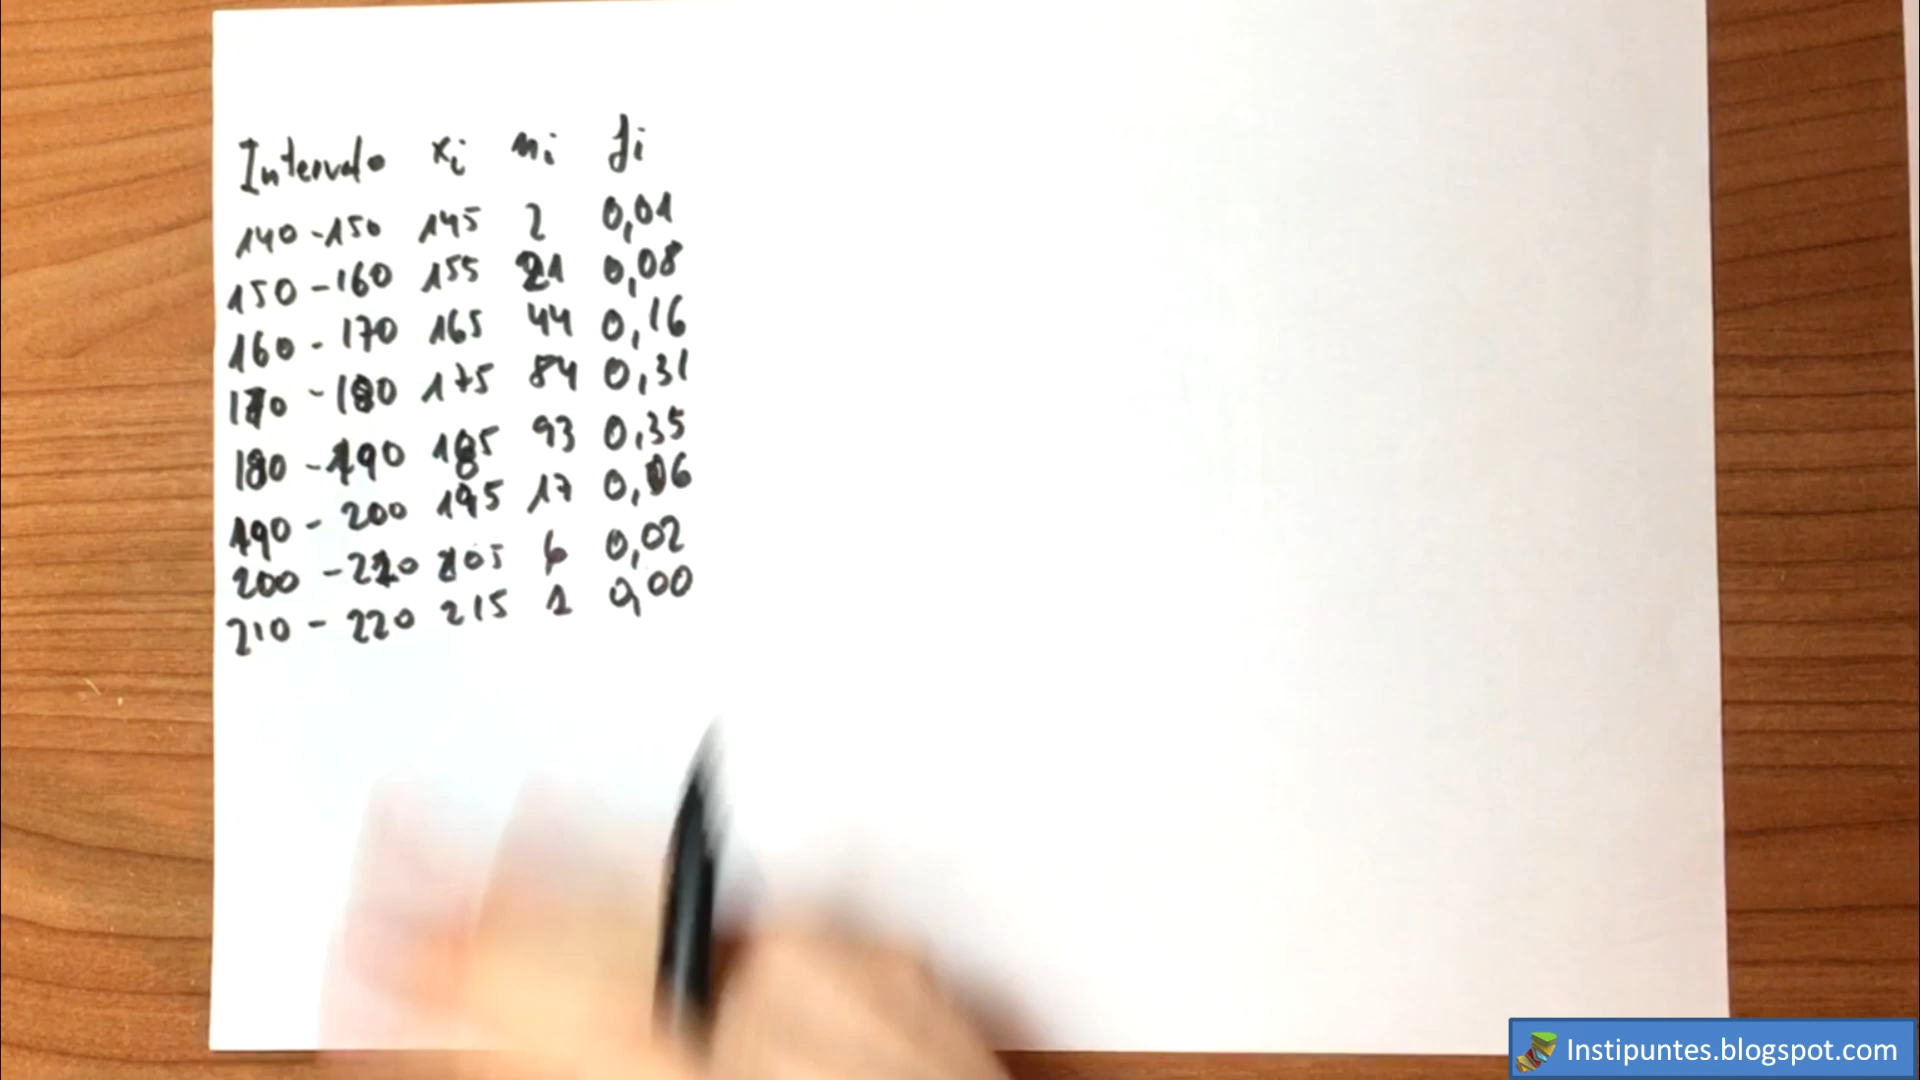 Intervalo xi ni fi
140 - 150 145 2 0,01
150 - 160 155 21 0,08
160 - 170 165 44 0,16
170 - 180 175 84 0,31
180 - 190 185 93 0,35
190 - 200 195 17 0,06
200 - 210 205 6 0,02
210 - 220 215 1 0,00
Instipuntes.blogspot.com